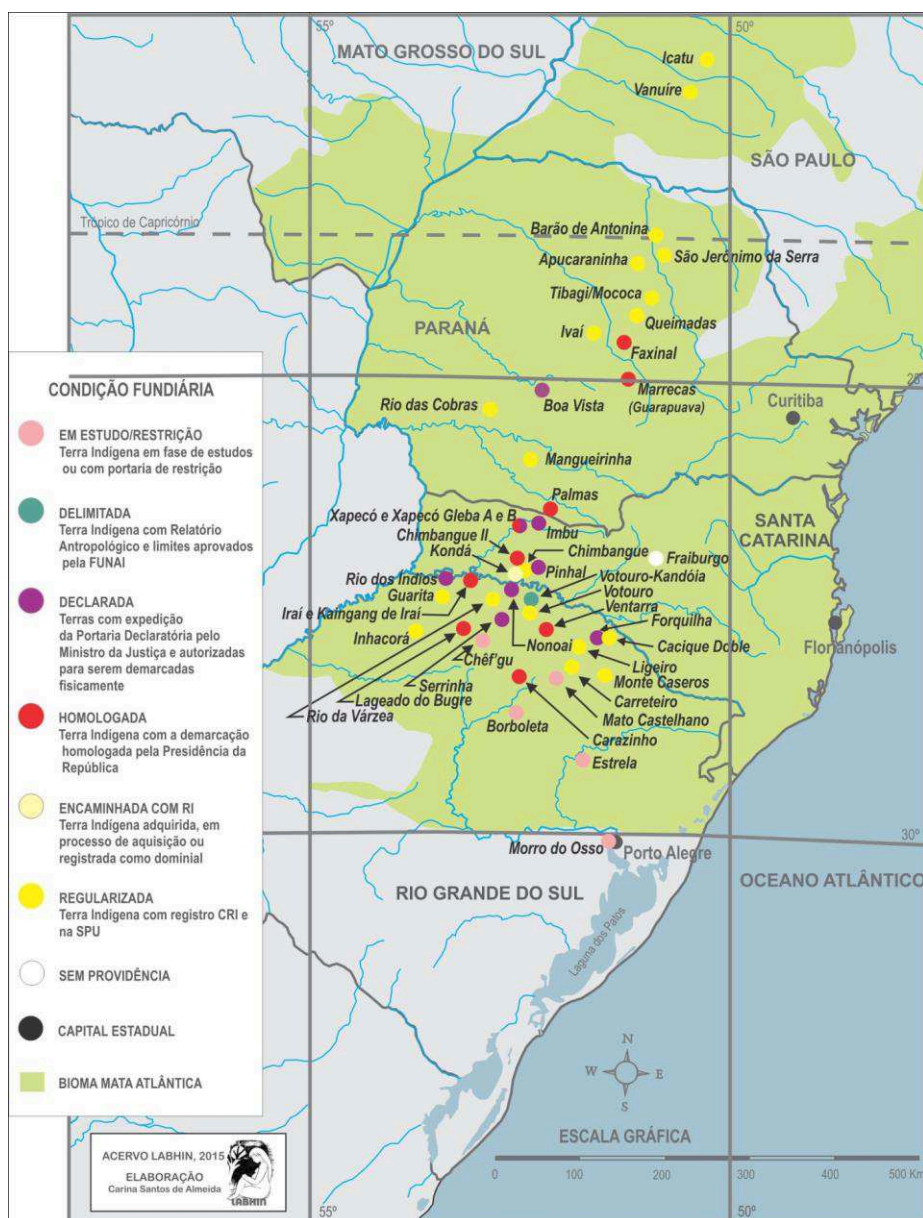 55º
50º
MATO GROSSO DO SUL
Icatu
Vanuíre
SÃO PAULO
Trópico de Capricórnio
Barão de Antonina
São Jerônimo da Serra
Apucaraninha
Tibagi/Mococa
Queimadas
PARANÁ
Ivaí
Faxinal
25º
Marrecas
(Guarapuava)
Boa Vista
Curitiba
Rio das Cobras
Mangueirinha
Palmas
Xapecó e Xapecó Gleba A e B
Imbu
SANTA
CATARINA
Chimbangue II
Chimbangue
Fraiburgo
Kondá
Pinhal
Rio dos Índios
Votouro-Kandóia
Guarita
Votouro
Iraí e Kaingang de Iraí
Ventarra
Forquilha
Inhacorá
Nonoai
Cacique Doble
Florianópolis
Chêf'gu
Ligeiro
Serrinha
Monte Caseros
Lageado do Bugre
Carreteiro
Rio da Várzea
Mato Castelhano
Borboleta
Carazinho
Estrela
30º
Morro do Osso
Porto Alegre
RIO GRANDE DO SUL
OCEANO ATLÂNTICO
Laguna dos Patos
CONDIÇÃO FUNDIÁRIA
EM ESTUDO/RESTRIÇÃO
Terra Indígena em fase de estudos
ou com portaria de restrição
DELIMITADA
Terra Indígena com Relatório
Antropológico e limites aprovados
pela FUNAI
DECLARADA
Terras com expedição
da Portaria Declaratória pelo
Ministro da Justiça e autorizadas
para serem demarcadas
fisicamente
HOMOLOGADA
Terra Indígena com a demarcação
homologada pela Presidência da
República
ENCAMINHADA COM RI
Terra Indígena adquirida, em
processo de aquisição ou
registrada como dominial
REGULARIZADA
Terra Indígena com registro CRI e
na SPU
SEM PROVIDÊNCIA
CAPITAL ESTADUAL
BIOMA MATA ATLÂNTICA
N
W E
S
ESCALA GRÁFICA
0 100 200 300 400 500 Km
ACERVO LABHIN, 2015
ELABORAÇÃO
Carina Santos de Almeida
LABHIN
55º
50º